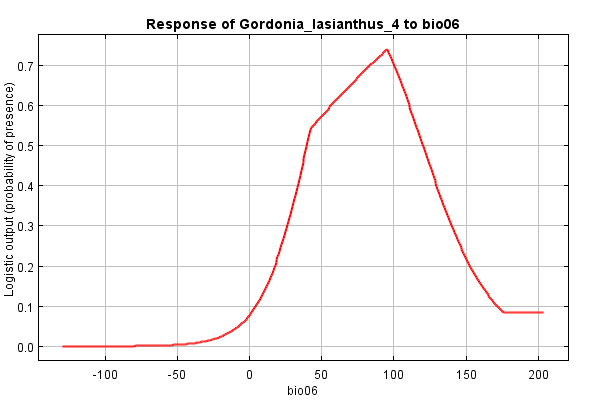 Response of Gordonia_lasianthus_4 to bio06
Logistic output (probability of presence)
0.7
0.6
0.5
0.4
0.3
0.2
0.1
0.0
-100 -50 0 50 100 150 200
bio06